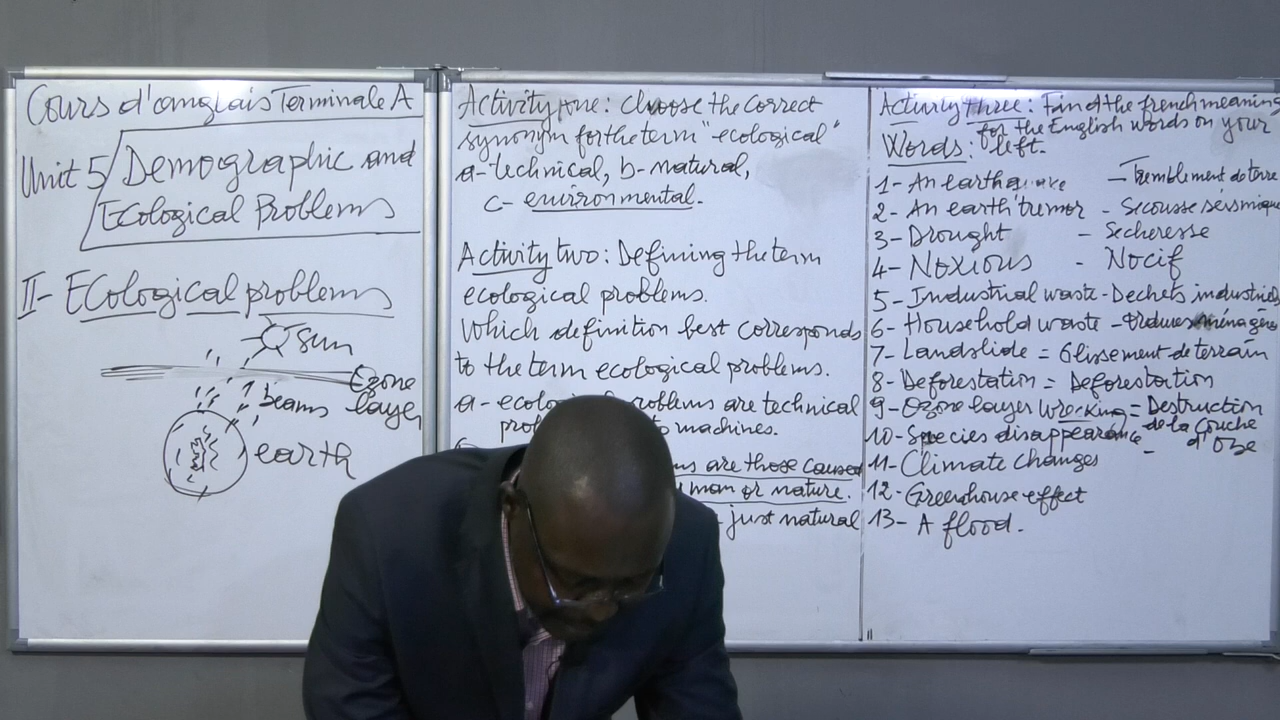 Cours d'anglais Terminale A
Unit 5 Demographic and
Ecological Problems
II- Ecological problems
sun
Ozone
layer
beams
earth
Activity one: Choose the correct
synonym for the term "ecological"
a- technical, b- natural,
c- environmental.
Activity two: Defining the term
ecological problems.
Which definition best corresponds
to the term ecological problems.
a- ecological problems are technical
to machines.
are those caused
man or nature.
just natural
Activity three: Find the french meaning
for the English words on your
left.
Words:
1- An earthquake - Tremblement de terre
2- An earth tremor - Secousse séismique
3- Drought - Secheresse
4- Noxious - Nocif
5- Industrial waste - Dechets industriels
6- Household waste - ménagères
7- Landslide = Glissement de terrain
8- Deforestation = Deforestation
9- Ozone layer wrecking = Destruction
de la Couche
d'Oze
10- Species disappearance -
11- Climate changes
12- Greenhouse effect
13- A flood.